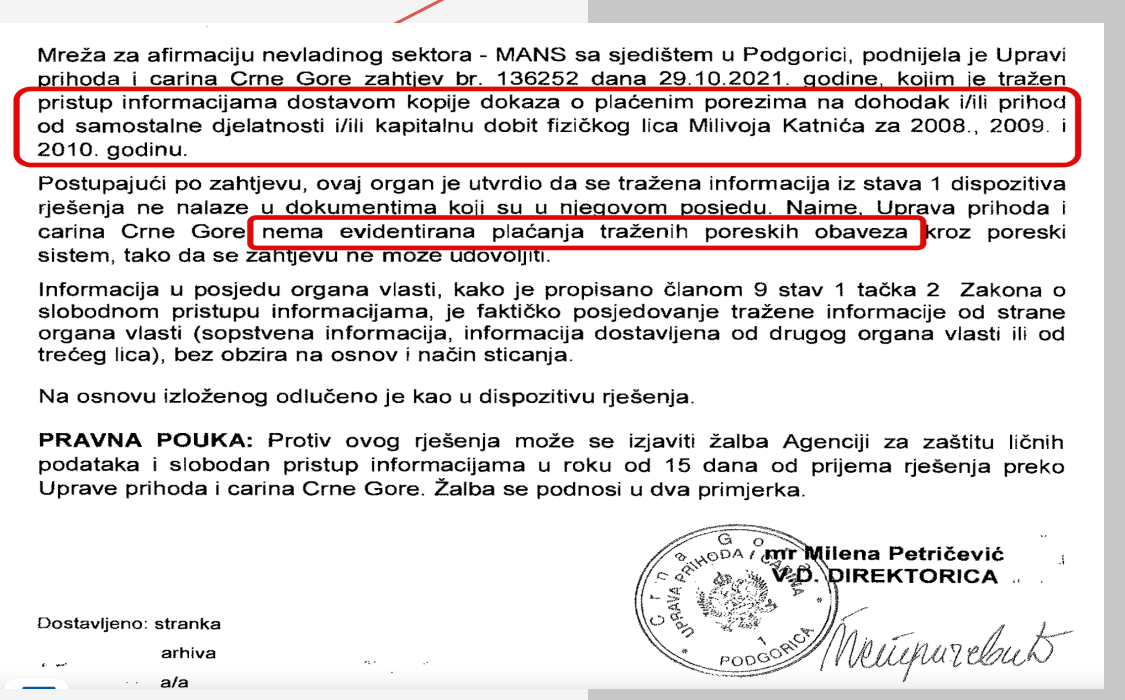 Mreža za afirmaciju nevladinog sektora - MANS sa sjedištem u Podgorici, podnijela je Upravi
prihoda i carina Crne Gore zahtjev br. 136252 dana 29.10.2021. godine, kojim je tražen
pristup informacijama dostavom kopije dokaza o plaćenim porezima na dohodak i/ili prihod
od samostalne djelatnosti i/ili kapitalnu dobit fizičkog lica Milivoja Katnića za 2008., 2009. i
2010. godinu.
Postupajući po zahtjevu, ovaj organ je utvrdio da se tražena informacija iz stava 1 dispozitiva
rješenja ne nalaze u dokumentima koji su u njegovom posjedu. Naime, Uprava prihoda i
carina Crne Gore nema evidentirana plaćanja traženih poreskih obaveza kroz poreski
sistem, tako da se zahtjevu ne može udovoljiti.
Informacija u posjedu organa vlasti, kako je propisano članom 9 stav 1 tačka 2 Zakona o
slobodnom pristupu informacijama, je faktičko posjedovanje tražene informacije od strane
organa vlasti (sopstvena informacija, informacija dostavljena od drugog organa vlasti ili od
trećeg lica), bez obzira na osnov i način sticanja.
Na osnovu izloženog odlučeno je kao u dispozitivu rješenja.
PRAVNA POUKA: Protiv ovog rješenja može se izjaviti žalba Agenciji za zaštitu ličnih
podataka i slobodan pristup informacijama u roku od 15 dana od prijema rješenja preko
Uprave prihoda i carina Crne Gore. Žalba se podnosi u dva primjerka.
mr Milena Petričević
V.D. DIREKTORICA
Crna Gora
UPRAVA PRIHODA I CARINA
1
PODGORICA
Dostavljeno: stranka
arhiva
a/a